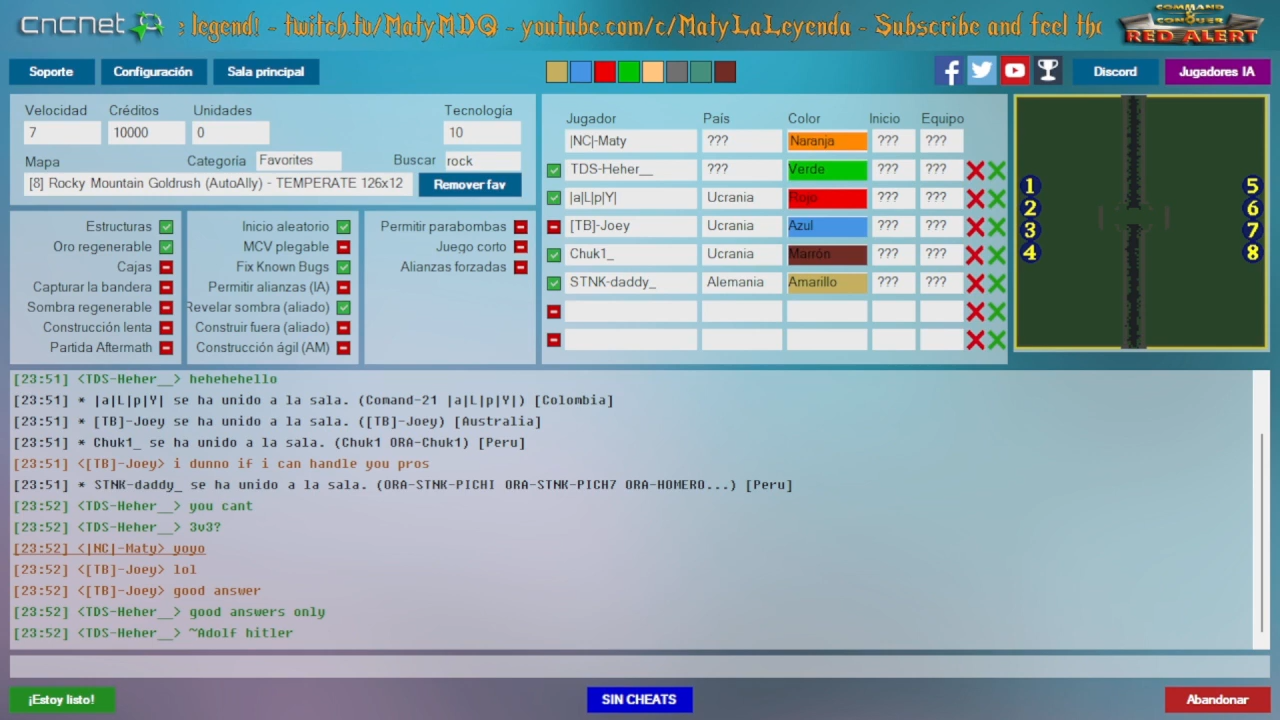 CnCNet
legend! - twitch.tv/MatyMDQ - youtube.com/c/MatyLaLeyenda - Subscribe and feel the
COMMAND & CONQUER
RED ALERT
Soporte Configuración Sala principal
Discord Jugadores IA
Velocidad Créditos Unidades Tecnología
7 10000 0 10
Mapa Categoría Favorites Buscar rock
[8] Rocky Mountain Goldrush (AutoAlly) - TEMPERATE 126x12 Remover fav
Estructuras Inicio aleatorio Permitir parabombas
Oro regenerable MCV plegable Juego corto
Cajas Fix Known Bugs Alianzas forzadas
Capturar la bandera Permitir alianzas (IA)
Sombra regenerable Revelar sombra (aliado)
Construcción lenta Construir fuera (aliado)
Partida Aftermath Construcción ágil (AM)
Jugador País Color Inicio Equipo
|NC|-Maty ??? Naranja ??? ???
TDS-Heher__ ??? Verde ??? ???
|a|L|p|Y| Ucrania Rojo ??? ???
[TB]-Joey Ucrania Azul ??? ???
Chuk1_ Ucrania Marrón ??? ???
STNK-daddy_ Alemania Amarillo ??? ???
1 5
2 6
3 7
4 8
[23:51] <TDS-Heher__> hehehehello
[23:51] * |a|L|p|Y| se ha unido a la sala. (Comand-21 |a|L|p|Y|) [Colombia]
[23:51] * [TB]-Joey se ha unido a la sala. ([TB]-Joey) [Australia]
[23:51] * Chuk1_ se ha unido a la sala. (Chuk1 ORA-Chuk1) [Peru]
[23:51] <[TB]-Joey> i dunno if i can handle you pros
[23:51] * STNK-daddy_ se ha unido a la sala. (ORA-STNK-PICHI ORA-STNK-PICH7 ORA-HOMERO...) [Peru]
[23:52] <TDS-Heher__> you cant
[23:52] <TDS-Heher__> 3v3?
[23:52] <|NC|-Maty> yoyo
[23:52] <[TB]-Joey> lol
[23:52] <[TB]-Joey> good answer
[23:52] <TDS-Heher__> good answers only
[23:52] <TDS-Heher__> ~Adolf hitler
¡Estoy listo! SIN CHEATS Abandonar